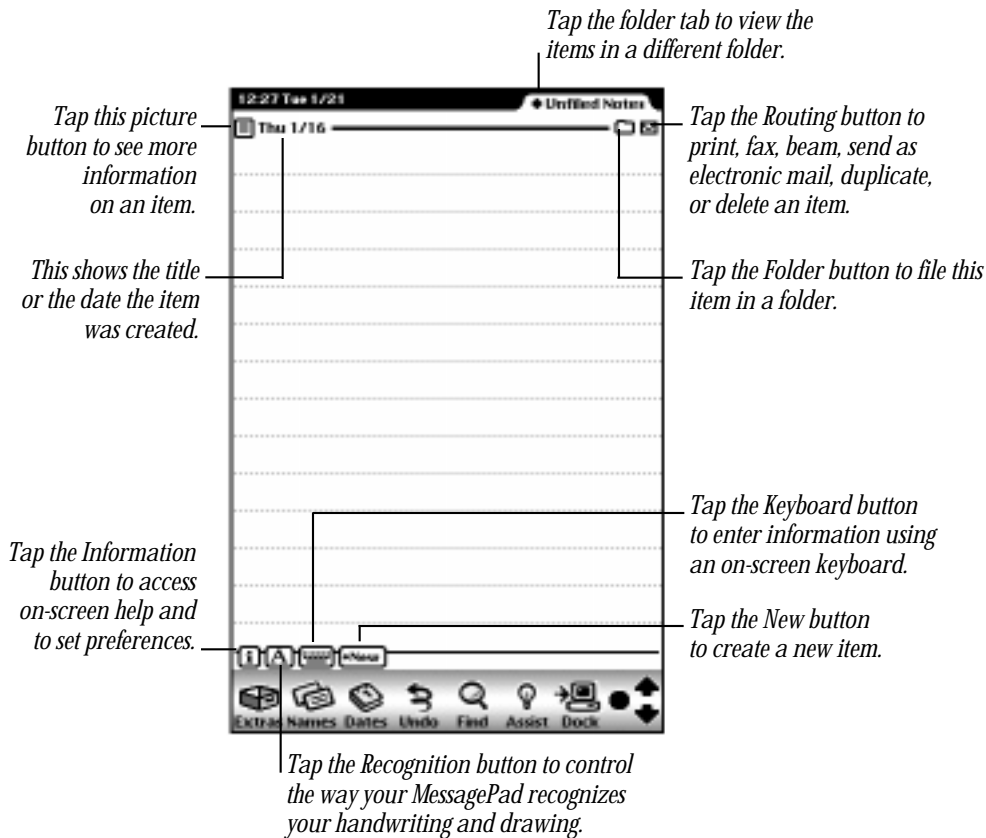 Tap the folder tab to view the
items in a different folder.
12:27 Tue 1/21
Unfiled Notes
Tap this picture
button to see more
information
on an item.
Thu 1/16
Tap the Routing button to
print, fax, beam, send as
electronic mail, duplicate,
or delete an item.
This shows the title
or the date the item
was created.
Tap the Folder button to file this
item in a folder.
Tap the Keyboard button
to enter information using
an on-screen keyboard.
Tap the Information
button to access
on-screen help and
to set preferences.
Tap the New button
to create a new item.
i A New
Extras Names Dates Undo Find Assist Dock
Tap the Recognition button to control
the way your MessagePad recognizes
your handwriting and drawing.